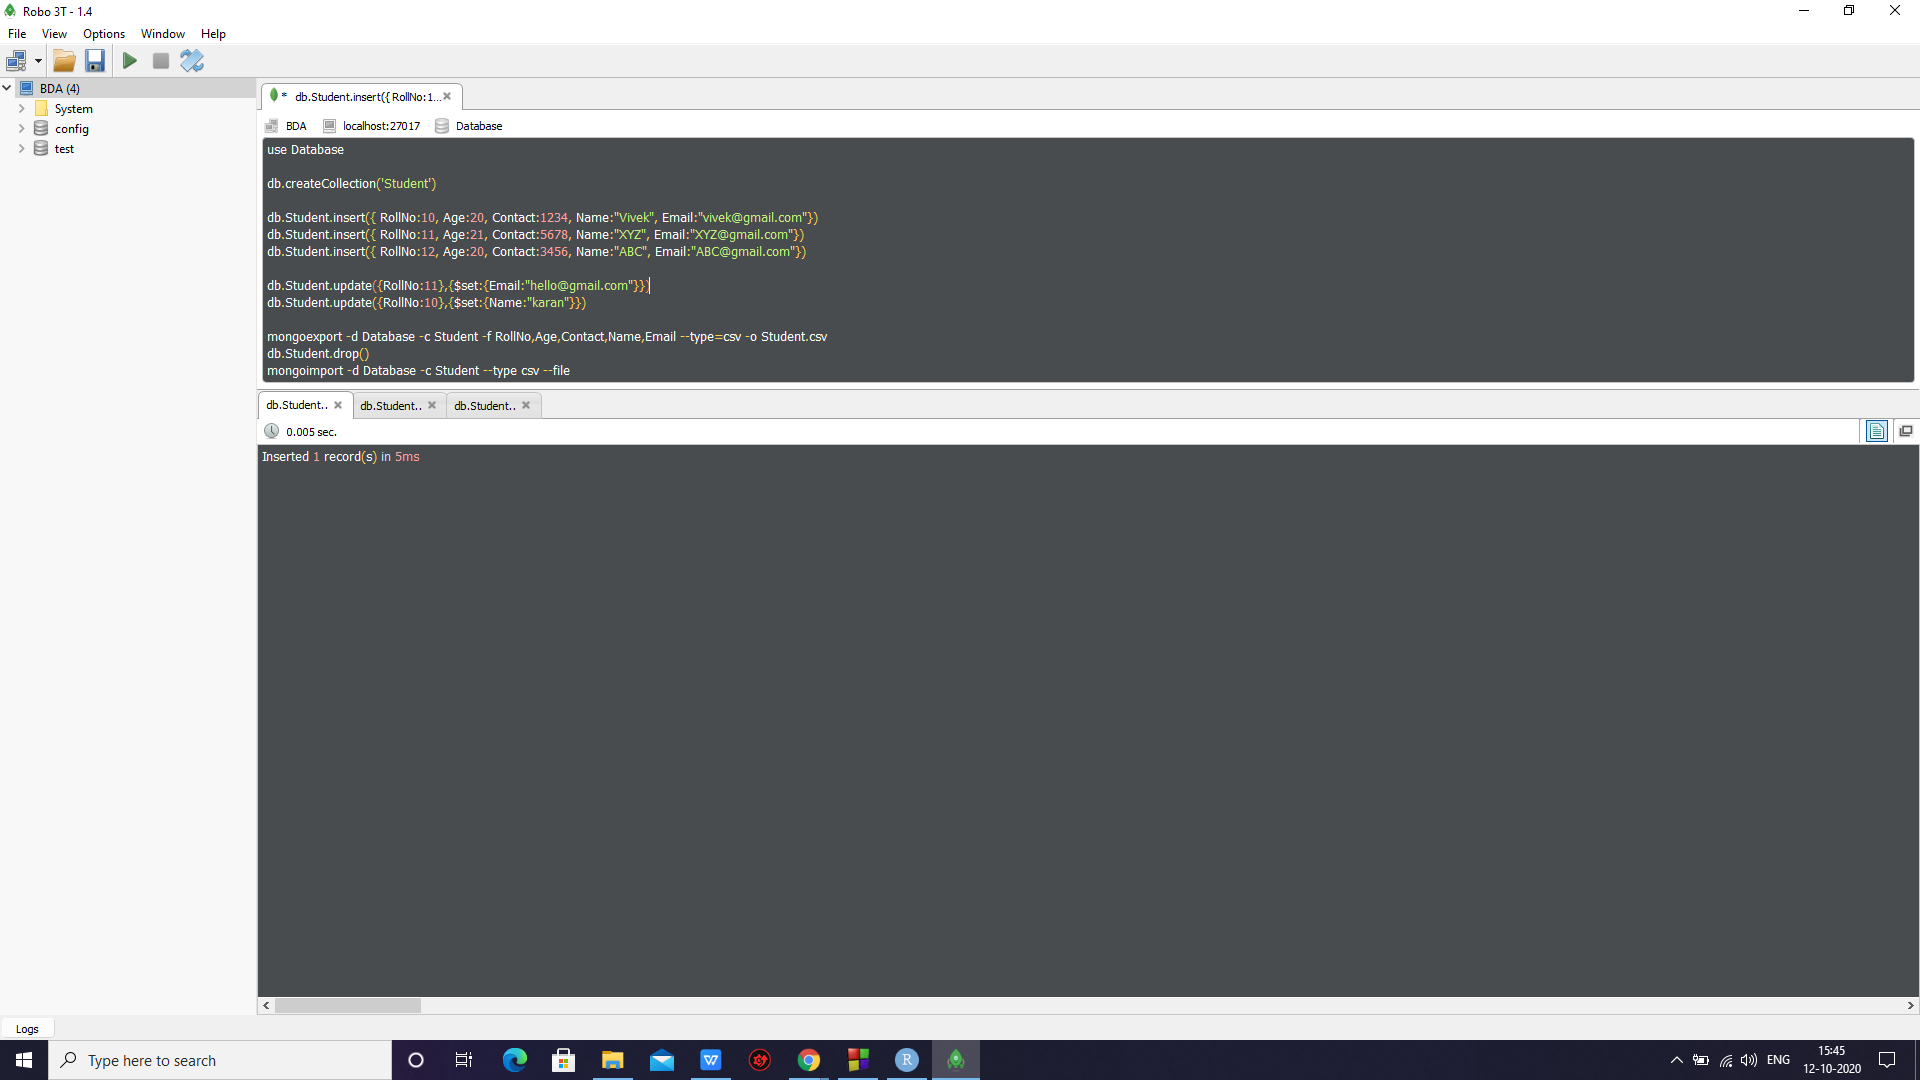 Robo 3T - 1.4
File View Options Window Help
BDA (4)
System
config
test
* db.Student.insert({ RollNo:1...
BDA localhost:27017 Database
use Database
db.createCollection('Student')
db.Student.insert({ RollNo:10, Age:20, Contact:1234, Name:"Vivek", Email:"vivek@gmail.com"})
db.Student.insert({ RollNo:11, Age:21, Contact:5678, Name:"XYZ", Email:"XYZ@gmail.com"})
db.Student.insert({ RollNo:12, Age:20, Contact:3456, Name:"ABC", Email:"ABC@gmail.com"})
db.Student.update({RollNo:11},{$set:{Email:"hello@gmail.com"}})
db.Student.update({RollNo:10},{$set:{Name:"karan"}})
mongoexport -d Database -c Student -f RollNo,Age,Contact,Name,Email --type=csv -o Student.csv
db.Student.drop()
mongoimport -d Database -c Student --type csv --file
db.Student.. db.Student.. db.Student..
0.005 sec.
Inserted 1 record(s) in 5ms
Logs
Type here to search
ENG
15:45
12-10-2020